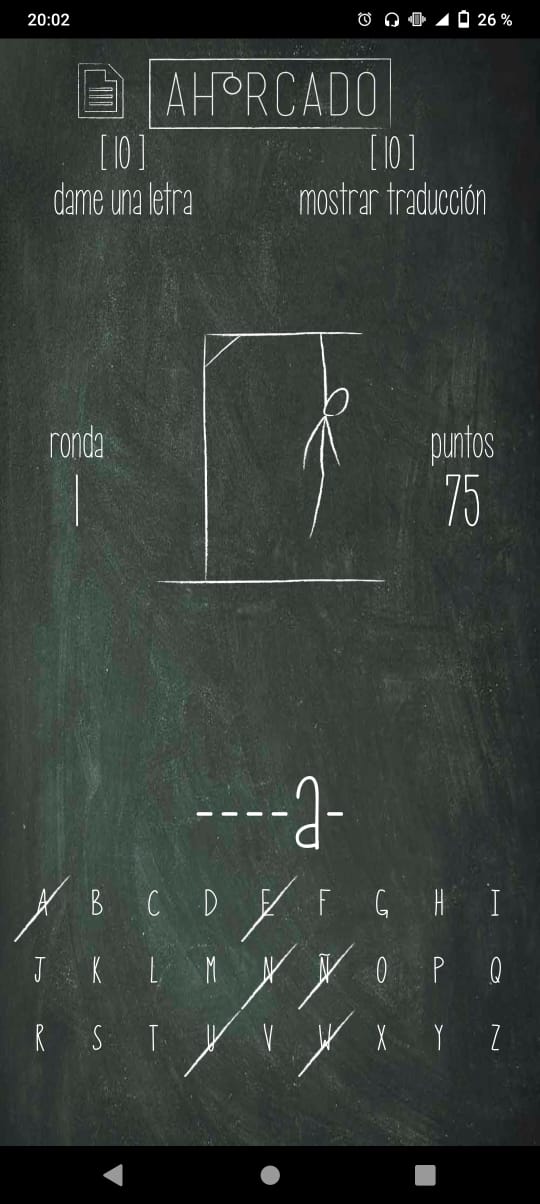 20:02 26 %
AHORCADO
[10] [10]
dame una letra mostrar traducción
ronda puntos
1 75
----a-
A B C D E F G H I
J K L M N Ñ O P Q
R S T U V W X Y Z